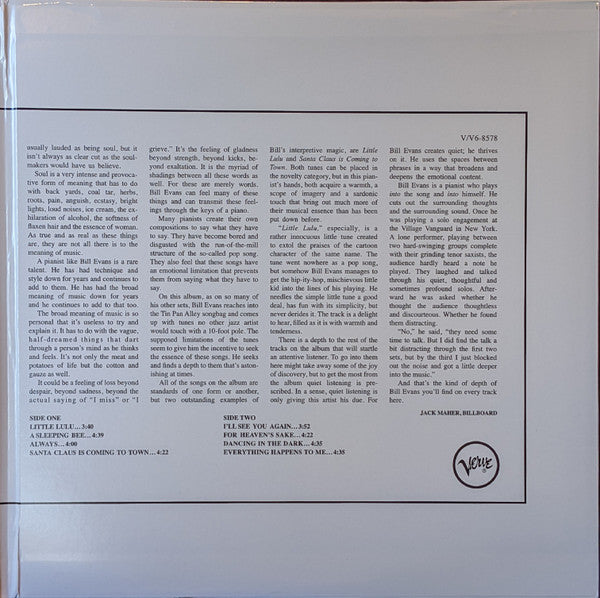 V/V6-8578
usually lauded as being soul, but it
isn't always as clear cut as the soul-
makers would have us believe.
Soul is a very intense and provoca-
tive form of meaning that has to do
with back yards, coal tar, herbs,
roots, pain, anguish, ecstasy, bright
lights, loud noises, ice cream, the ex-
hilaration of alcohol, the softness of
flaxen hair and the essence of woman.
As true and as real as these things
are, they are not all there is to the
meaning of music.
A pianist like Bill Evans is a rare
talent. He has had technique and
style down for years and continues to
add to them. He has had the broad
meaning of music down for years
and he continues to add to that too.
The broad meaning of music is so
personal that it's useless to try and
explain it. It has to do with the vague,
half-dreamed things that dart
through a person's mind as he thinks
and feels. It's not only the meat and
potatoes of life but the cotton and
gauze as well.
It could be a feeling of loss beyond
despair, beyond sadness, beyond the
actual saying of "I miss" or "I
grieve." It's the feeling of gladness
beyond strength, beyond kicks, be-
yond exaltation. It is the myriad of
shadings between all these words as
well. For these are merely words.
Bill Evans can feel many of these
things and can transmit these feel-
ings through the keys of a piano.
Many pianists create their own
compositions to say what they have
to say. They have become bored and
disgusted with the run-of-the-mill
structure of the so-called pop song.
They also feel that these songs have
an emotional limitation that prevents
them from saying what they have to
say.
On this album, as on so many of
his other sets, Bill Evans reaches into
the Tin Pan Alley songbag and comes
up with tunes no other jazz artist
would touch with a 10-foot pole. The
supposed limitations of the tunes
seem to give him the incentive to seek
the essence of these songs. He seeks
and finds a depth to them that's aston-
ishing at times.
All of the songs on the album are
standards of one form or another,
but two outstanding examples of
Bill's interpretive magic, are Little
Lulu and Santa Claus is Coming to
Town. Both tunes can be placed in
the novelty category, but in this pian-
ist's hands, both acquire a warmth, a
scope of imagery and a sardonic
touch that bring out much more of
their musical essence than has been
put down before.
"Little Lulu," especially, is a
rather innocuous little tune created
to extol the praises of the cartoon
character of the same name. The
tune went nowhere as a pop song,
but somehow Bill Evans manages to
get the hip-ity-hop, mischievous little
kid into the lines of his playing. He
needles the simple little tune a good
deal, has fun with its simplicity, but
never derides it. The track is a delight
to hear, filled as it is with warmth and
tenderness.
There is a depth to the rest of the
tracks on the album that will startle
an attentive listener. To go into them
here might take away some of the joy
of discovery, but to get the most from
the album quiet listening is pre-
scribed. In a sense, quiet listening is
only giving this artist his due. For
Bill Evans creates quiet; he thrives
on it. He uses the spaces between
phrases in a way that broadens and
deepens the emotional content.
Bill Evans is a pianist who plays
into the song and into himself. He
cuts out the surrounding thoughts
and the surrounding sound. Once he
was playing a solo engagement at
the Village Vanguard in New York.
A lone performer, playing between
two hard-swinging groups complete
with their grinding tenor saxists, the
audience hardly heard a note he
played. They laughed and talked
through his quiet, thoughtful and
sometimes profound solos. After-
ward he was asked whether he
thought the audience thoughtless
and discourteous. Whether he found
them distracting.
"No," he said, "they need some
time to talk. But I did find the talk a
bit distracting through the first two
sets, but by the third I just blocked
out the noise and got a little deeper
into the music."
And that's the kind of depth of
Bill Evans you'll find on every track
here.
JACK MAHER, BILLBOARD
SIDE ONE
LITTLE LULU...3:40
A SLEEPING BEE...4:39
ALWAYS...4:00
SANTA CLAUS IS COMING TO TOWN...4:22
SIDE TWO
I'LL SEE YOU AGAIN...3:52
FOR HEAVEN'S SAKE...4:22
DANCING IN THE DARK...4:35
EVERYTHING HAPPENS TO ME...4:35
Verve